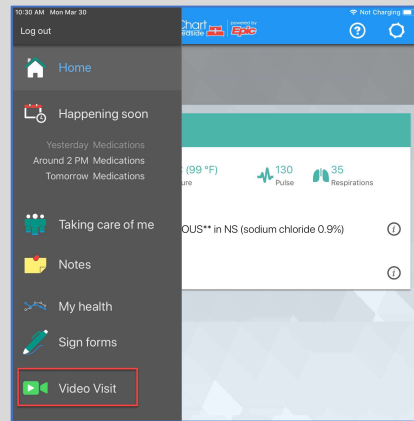 10:30 AM Mon Mar 30
Not Charging
Log out
Chart
edside
powered by
Epic
Home
Happening soon
Yesterday Medications
Around 2 PM Medications
Tomorrow Medications
(99 °F)
ure
130
Pulse
35
Respirations
Taking care of me
OUS** in NS (sodium chloride 0.9%)
Notes
My health
Sign forms
Video Visit